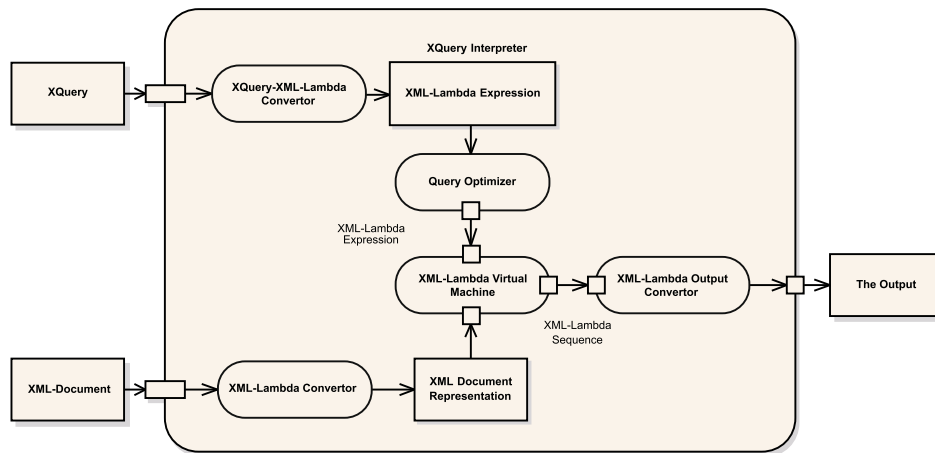 XQuery Interpreter
XQuery
XQuery-XML-Lambda
Convertor
XML-Lambda Expression
Query Optimizer
XML-Lambda
Expression
XML-Lambda Virtual
Machine
XML-Lambda Output
Convertor
The Output
XML-Lambda
Sequence
XML-Document
XML-Lambda Convertor
XML Document
Representation